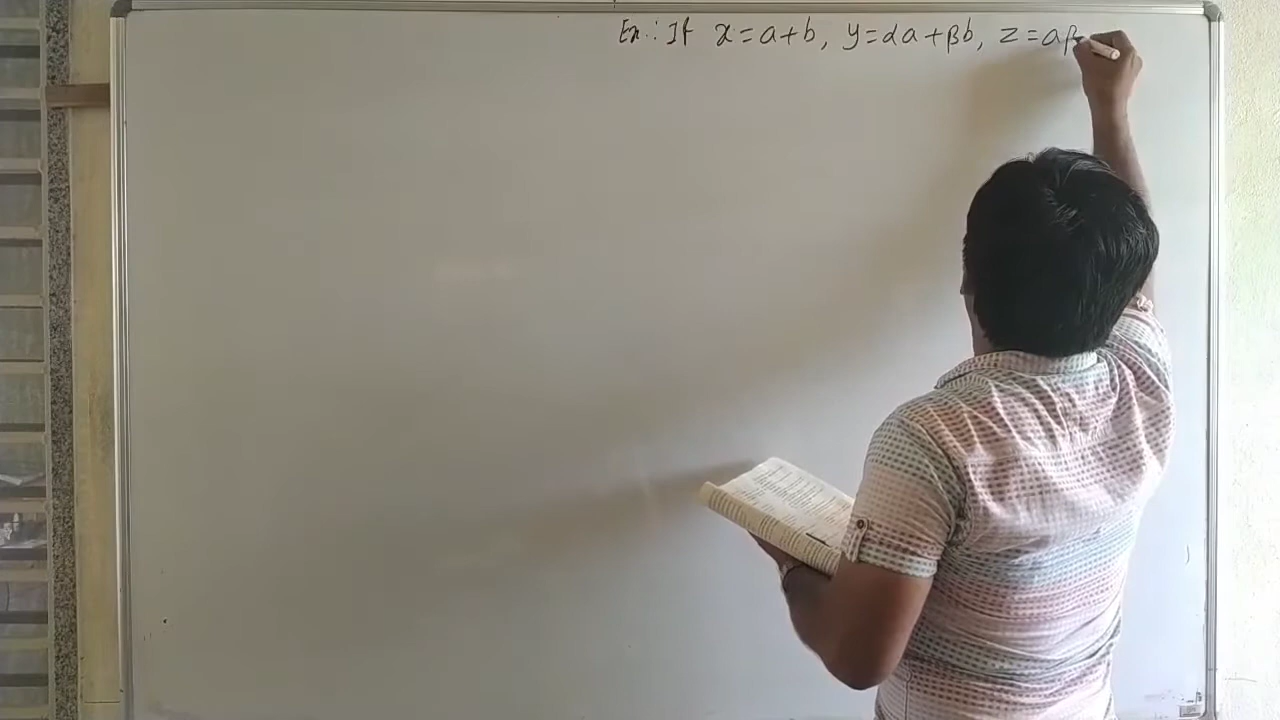 Ex.: If x=a+b, y=αa+βb, z=aβ